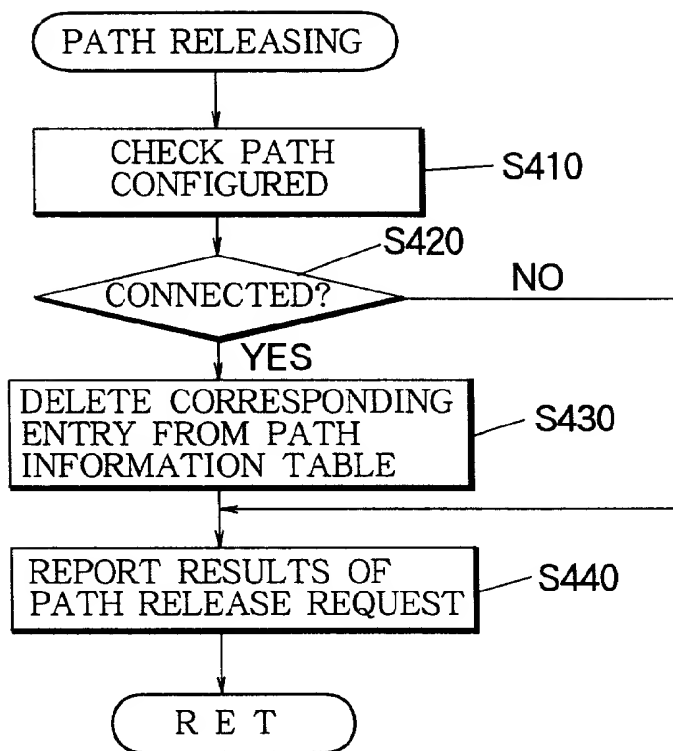 PATH RELEASING
CHECK PATH
CONFIGURED
S410
S420
CONNECTED?
NO
YES
DELETE CORRESPONDING
ENTRY FROM PATH
INFORMATION TABLE
S430
REPORT RESULTS OF
PATH RELEASE REQUEST
S440
RET